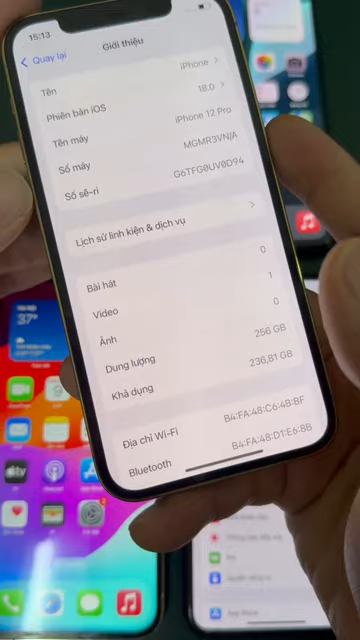 15:13
Quay lại
Giới thiệu
Tên iPhone
Phiên bản iOS 18.0
Tên máy iPhone 12 Pro
Số máy MGMR3VN/A
Số sê-ri G6TFG0UV0D94
Lịch sử linh kiện & dịch vụ
Bài hát 0
Video 1
Ảnh 0
Dung lượng 256 GB
Khả dụng 236,81 GB
Địa chỉ Wi-Fi B4:FA:48:C6:4B:BF
Bluetooth B4:FA:48:D1:E6:8B
37°
tv